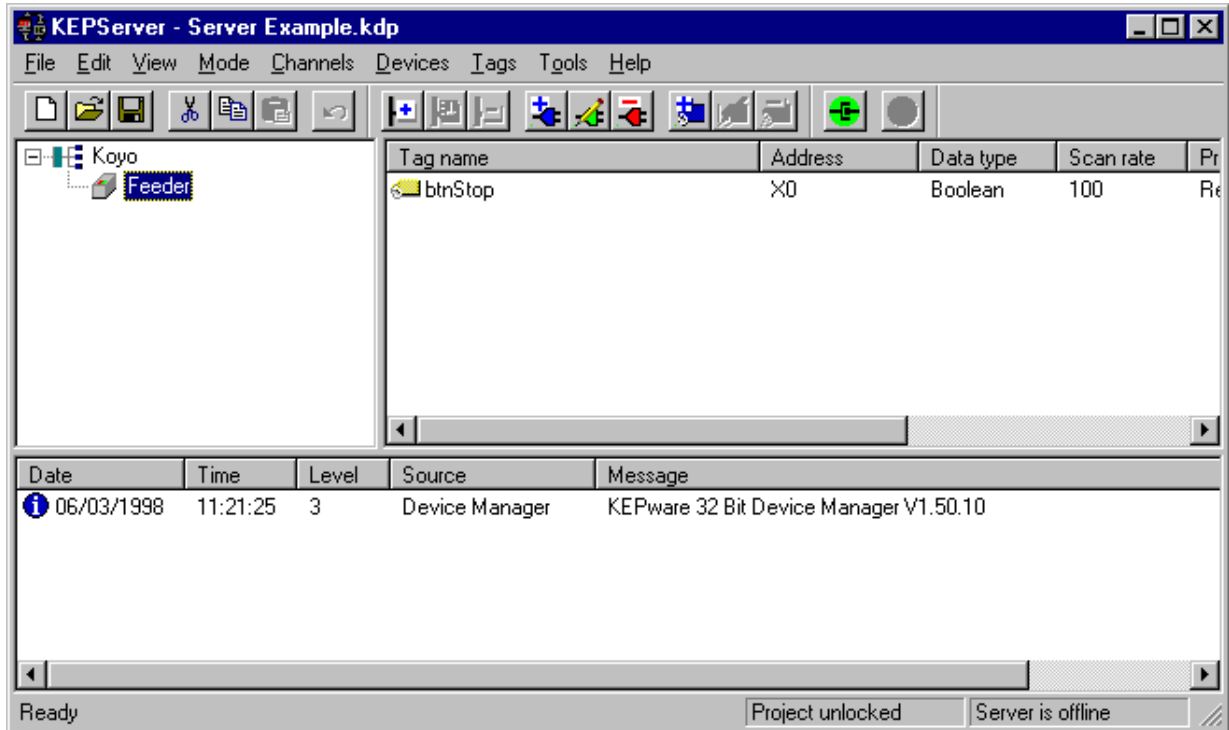 KEPServer - Server Example.kdp
File Edit View Mode Channels Devices Tags Tools Help
Koyo
Feeder
Tag name Address Data type Scan rate Pr
btnStop X0 Boolean 100 Re
Date Time Level Source Message
06/03/1998 11:21:25 3 Device Manager KEPware 32 Bit Device Manager V1.50.10
Ready Project unlocked Server is offline